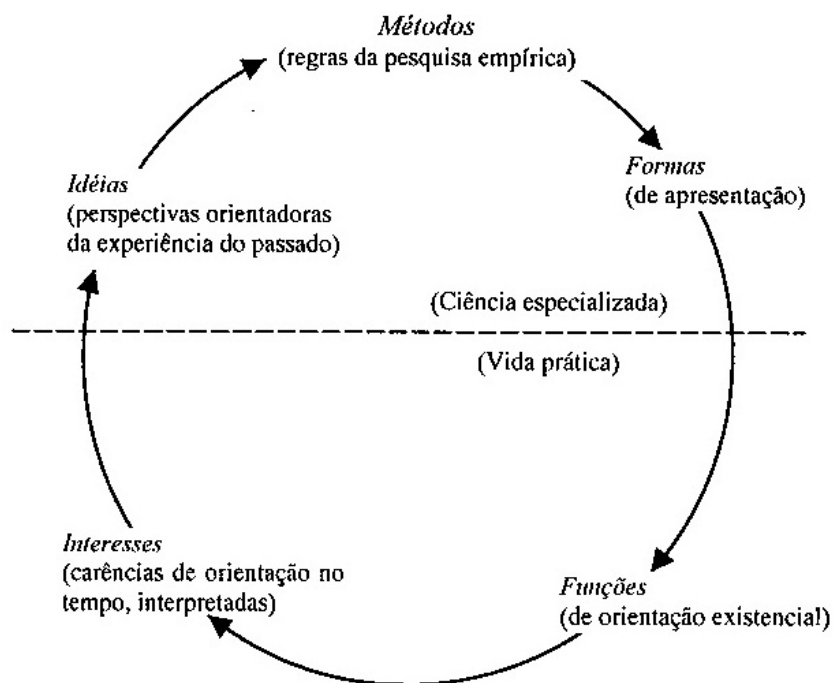 Métodos
(regras da pesquisa empírica)
Formas
(de apresentação)
Idéias
(perspectivas orientadoras
da experiência do passado)
(Ciência especializada)
(Vida prática)
Interesses
(carências de orientação no
tempo, interpretadas)
Funções
(de orientação existencial)